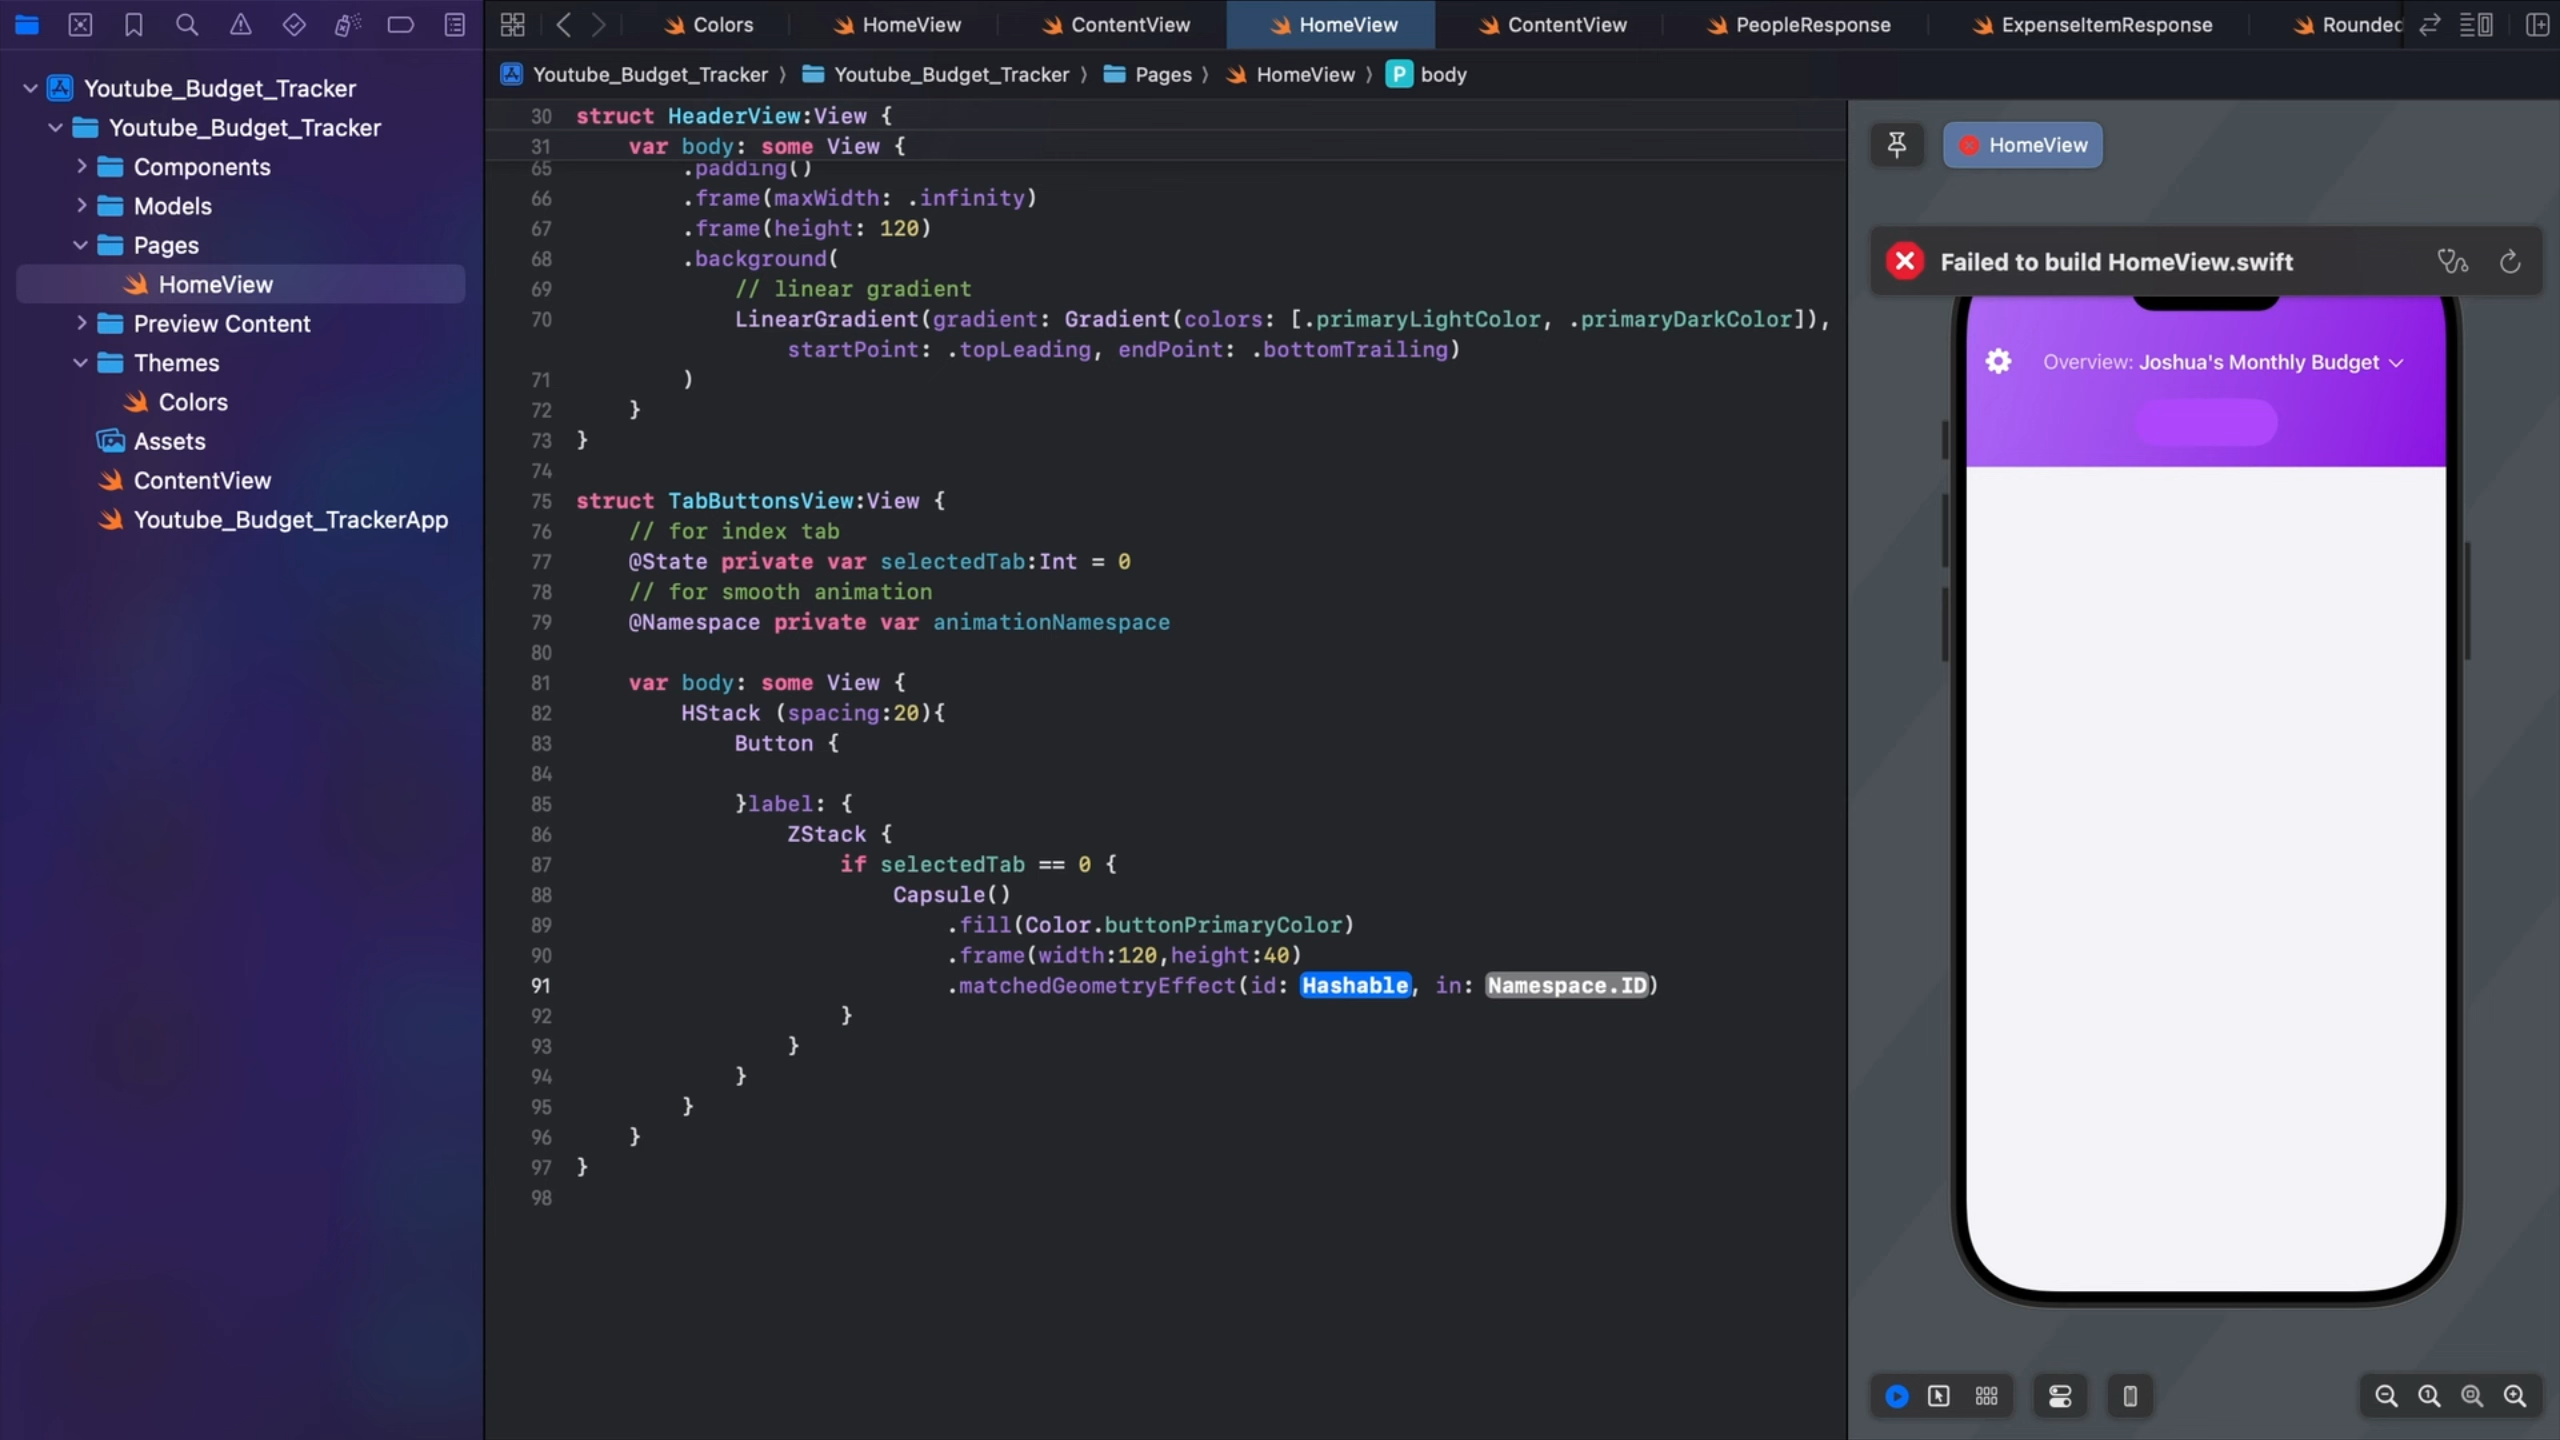 Youtube_Budget_Tracker
Youtube_Budget_Tracker
Components
Models
Pages
HomeView
Preview Content
Themes
Colors
Assets
ContentView
Youtube_Budget_TrackerApp
Colors HomeView ContentView HomeView ContentView PeopleResponse ExpenseItemResponse Rounded
Youtube_Budget_Tracker 〉 Youtube_Budget_Tracker 〉 Pages 〉 HomeView 〉 P body
30 struct HeaderView:View {
31 var body: some View {
65 .padding()
66 .frame(maxWidth: .infinity)
67 .frame(height: 120)
68 .background(
69 // linear gradient
70 LinearGradient(gradient: Gradient(colors: [.primaryLightColor, .primaryDarkColor]),
startPoint: .topLeading, endPoint: .bottomTrailing)
71 )
72 }
73 }
74
75 struct TabButtonsView:View {
76 // for index tab
77 @State private var selectedTab:Int = 0
78 // for smooth animation
79 @Namespace private var animationNamespace
80
81 var body: some View {
82 HStack (spacing:20){
83 Button {
84
85 }label: {
86 ZStack {
87 if selectedTab == 0 {
88 Capsule()
89 .fill(Color.buttonPrimaryColor)
90 .frame(width:120,height:40)
91 .matchedGeometryEffect(id: Hashable, in: Namespace.ID)
92 }
93 }
94 }
95 }
96 }
97 }
98
HomeView
Failed to build HomeView.swift
Overview: Joshua's Monthly Budget